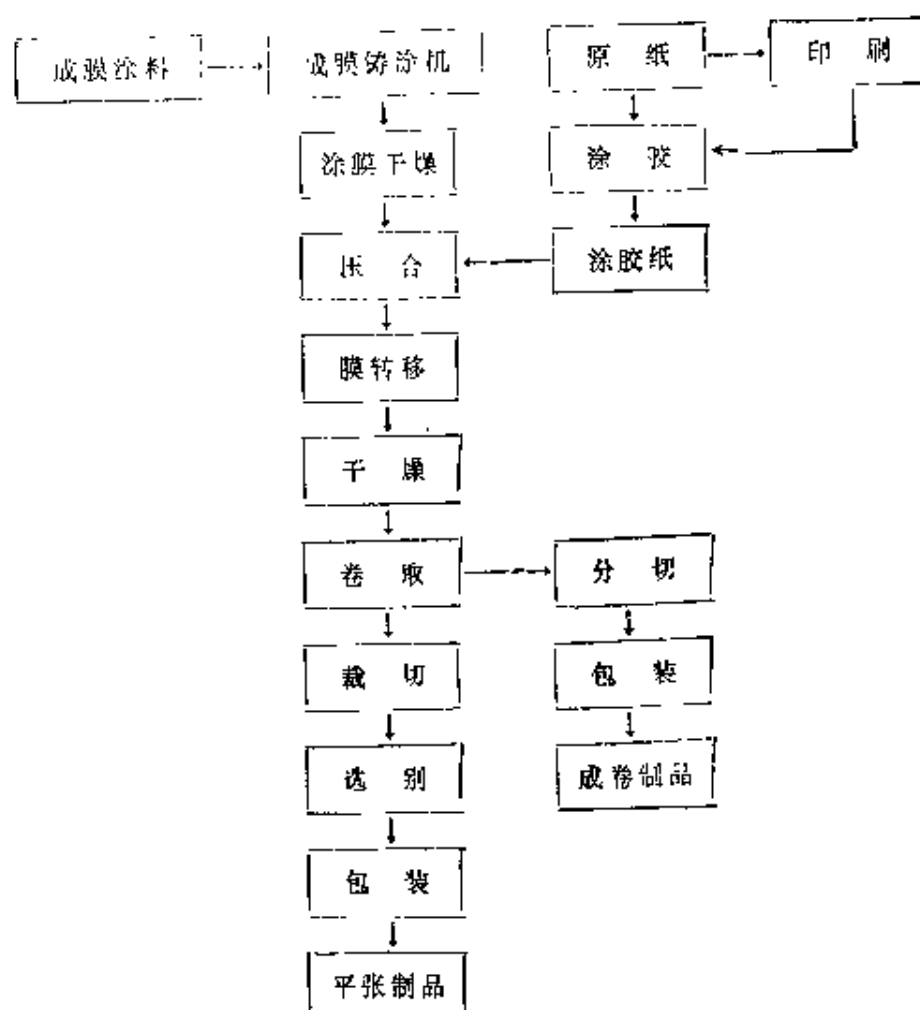 成膜涂料
成膜铸涂机
原纸
印刷
涂膜干燥
涂胶
压合
涂胶纸
膜转移
干燥
卷取
分切
裁切
包装
选别
成卷制品
包装
平张制品